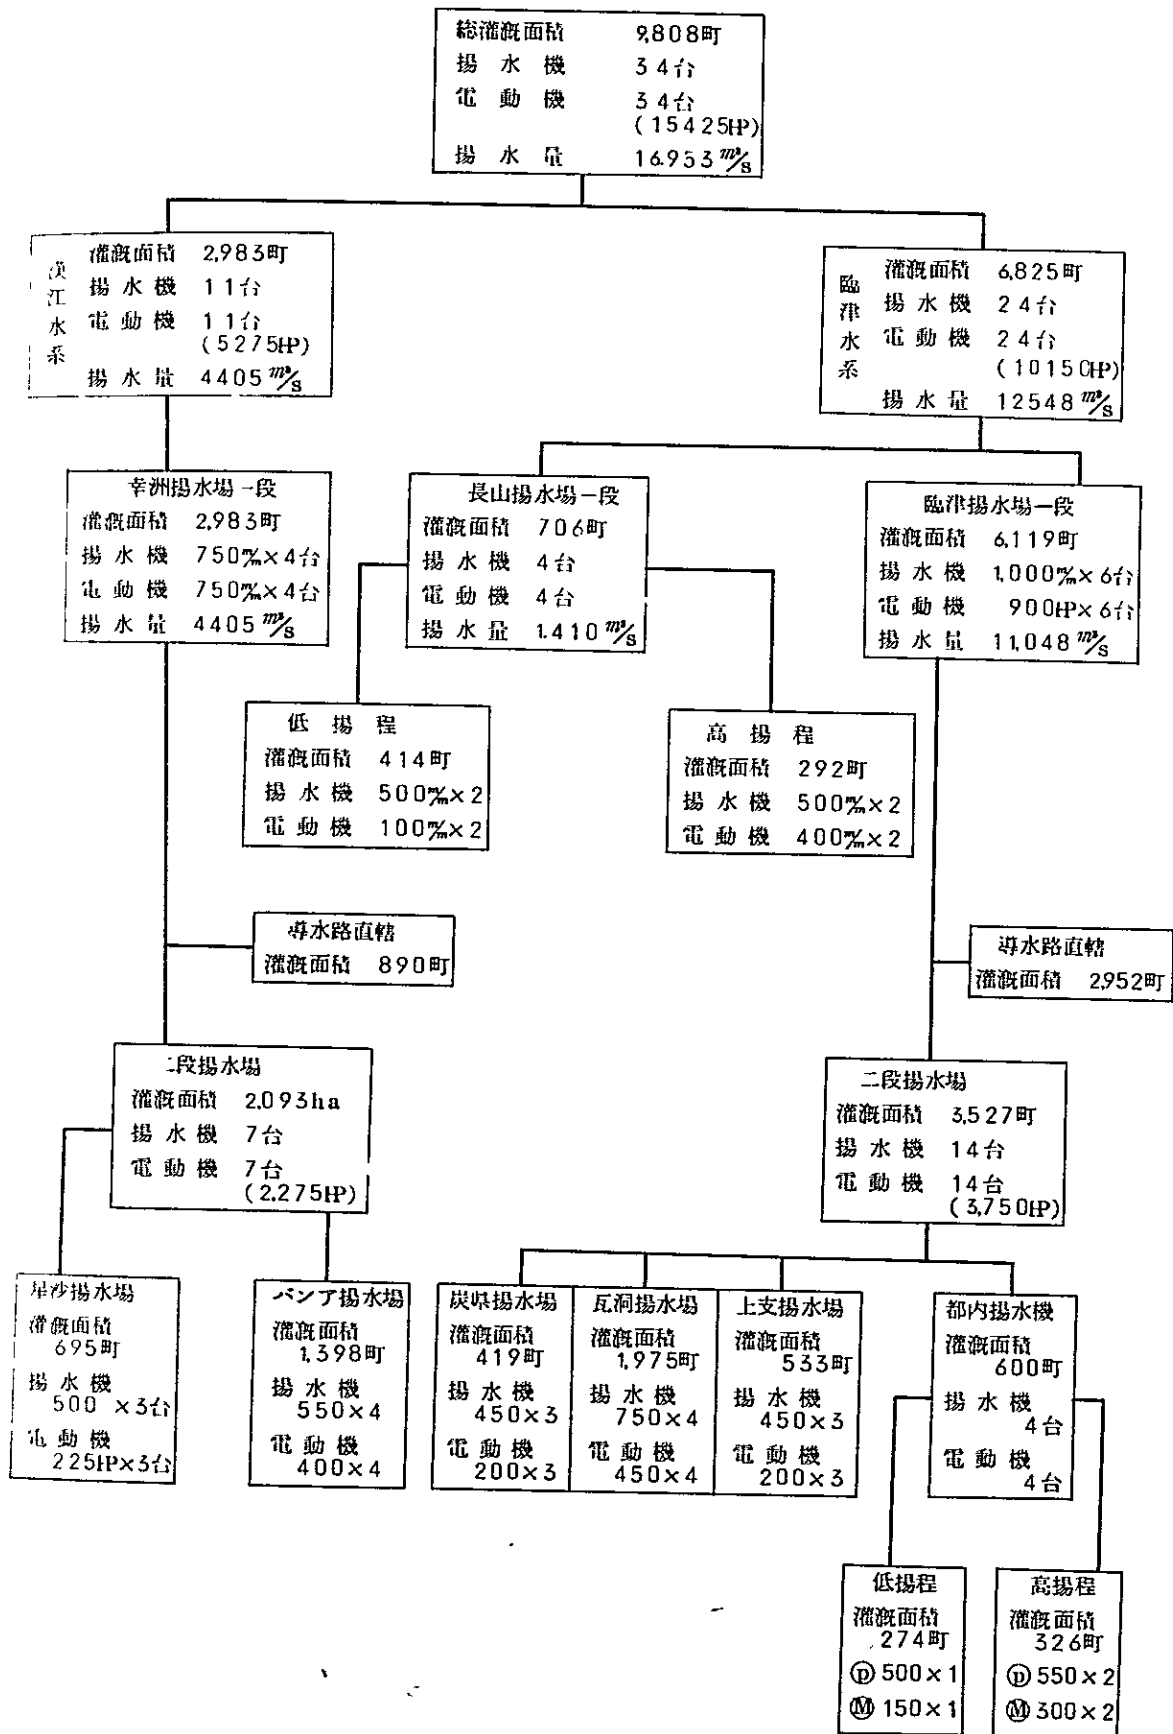 総灌漑面積 9,808町
揚水機 34台
電動機 34台
(15425HP)
揚水量 16.953 m³/s
漢江水系
灌漑面積 2,983町
揚水機 11台
電動機 11台
(5275HP)
揚水量 4405 m³/s
臨津水系
灌漑面積 6,825町
揚水機 24台
電動機 24台
(10150HP)
揚水量 12548 m³/s
幸洲揚水場一段
灌漑面積 2,983町
揚水機 750m/m×4台
電動機 750m/m×4台
揚水量 4405 m³/s
長山揚水場一段
灌漑面積 706町
揚水機 4台
電動機 4台
揚水量 1.410 m³/s
臨津揚水場一段
灌漑面積 6,119町
揚水機 1,000m/m×6台
電動機 900HP×6台
揚水量 11,048 m³/s
低揚程
灌漑面積 414町
揚水機 500m/m×2
電動機 100m/m×2
高揚程
灌漑面積 292町
揚水機 500m/m×2
電動機 400m/m×2
導水路直轄
灌漑面積 890町
導水路直轄
灌漑面積 2,952町
二段揚水場
灌漑面積 2,093ha
揚水機 7台
電動機 7台
(2,275HP)
二段揚水場
灌漑面積 3,527町
揚水機 14台
電動機 14台
(3,750HP)
揚水場
灌漑面積
695町
揚水機
500 ×3台
電動機
225HP×3台
バンア揚水場
灌漑面積
1,398町
揚水機
550×4
電動機
400×4
炭県揚水場
灌漑面積
419町
揚水機
450×3
電動機
200×3
瓦洞揚水場
灌漑面積
1,975町
揚水機
750×4
電動機
450×4
上支揚水場
灌漑面積
533町
揚水機
450×3
電動機
200×3
都内揚水機
灌漑面積
600町
揚水機
4台
電動機
4台
低揚程
灌漑面積
274町
Ⓟ 500×1
Ⓜ 150×1
高揚程
灌漑面積
326町
Ⓟ 550×2
Ⓜ 300×2